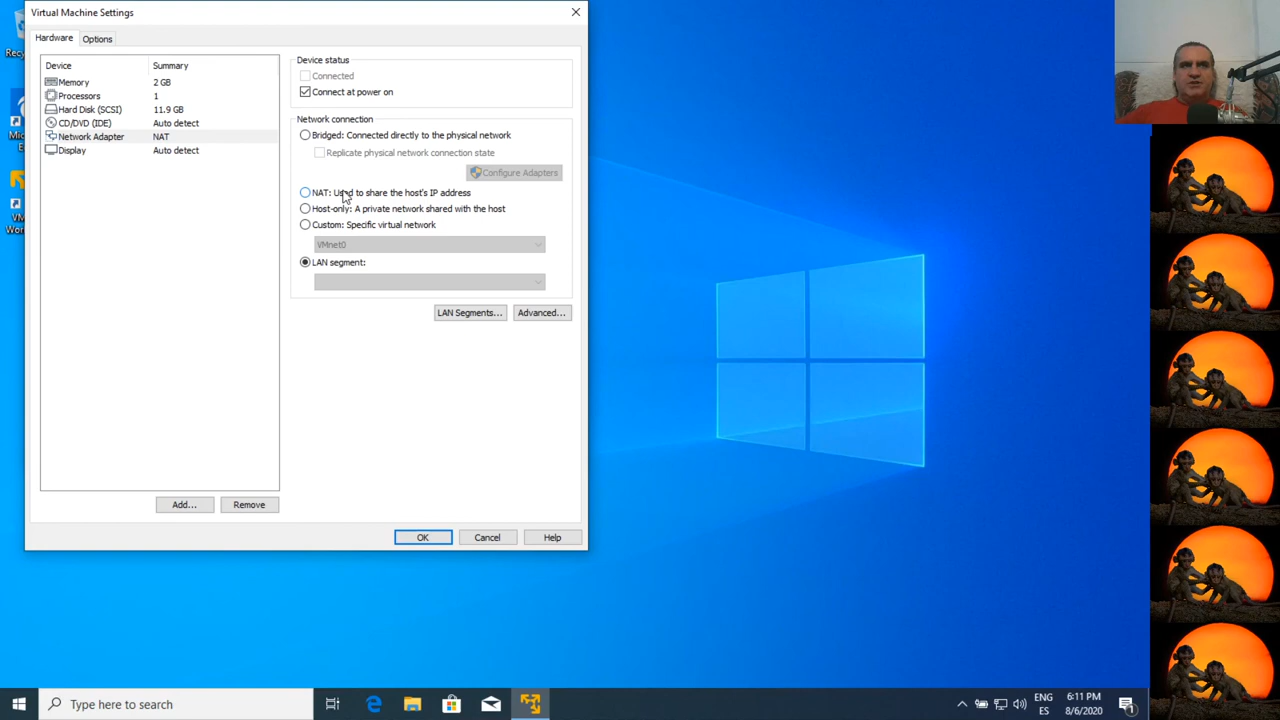 Virtual Machine Settings
Hardware
Options
Device
Summary
Memory
2 GB
Processors
1
Hard Disk (SCSI)
11.9 GB
CD/DVD (IDE)
Auto detect
Network Adapter
NAT
Display
Auto detect
Add...
Remove
Device status
Connected
Connect at power on
Network connection
Bridged: Connected directly to the physical network
Replicate physical network connection state
Configure Adapters
NAT: Used to share the host's IP address
Host-only: A private network shared with the host
Custom: Specific virtual network
VMnet0
LAN segment:
LAN Segments...
Advanced...
OK
Cancel
Help
Type here to search
ENG
ES
6:11 PM
8/6/2020
1